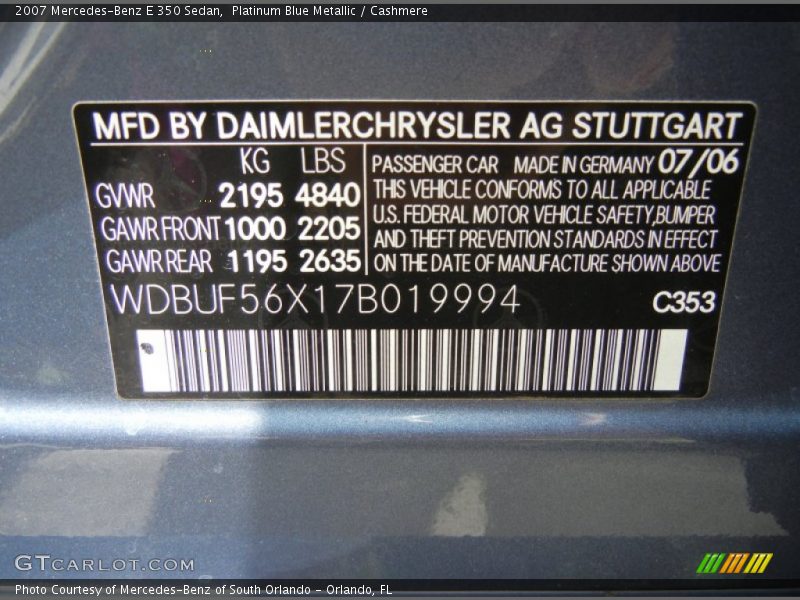 2007 Mercedes-Benz E 350 Sedan, Platinum Blue Metallic / Cashmere
MFD BY DAIMLERCHRYSLER AG STUTTGART
KG LBS
GVWR 2195 4840
GAWR FRONT 1000 2205
GAWR REAR 1195 2635
PASSENGER CAR MADE IN GERMANY 07/06
THIS VEHICLE CONFORMS TO ALL APPLICABLE
U.S. FEDERAL MOTOR VEHICLE SAFETY, BUMPER
AND THEFT PREVENTION STANDARDS IN EFFECT
ON THE DATE OF MANUFACTURE SHOWN ABOVE
WDBUF56X17B019994 C353
GTCARLOT.COM
Photo Courtesy of Mercedes-Benz of South Orlando - Orlando, FL